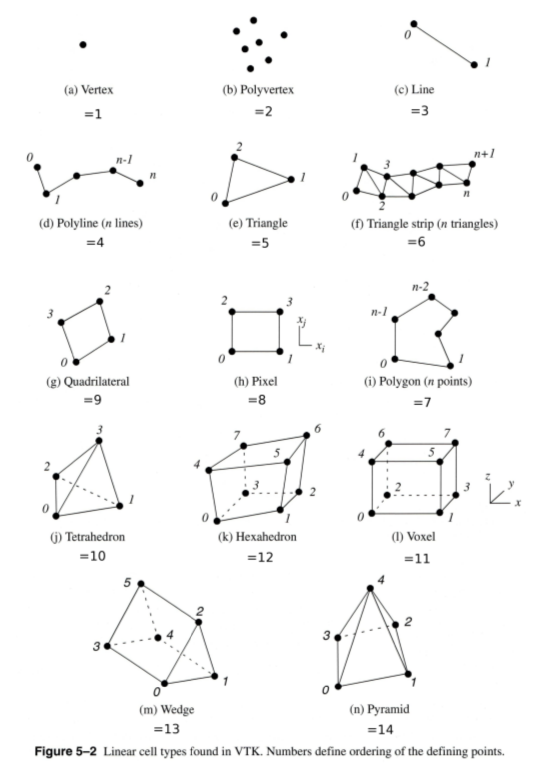 0
1
(a) Vertex
(b) Polyvertex
(c) Line
=1
=2
=3
0
1
n-1
n
2
0
1
1
3
n+1
0
2
n
(d) Polyline (n lines)
(e) Triangle
(f) Triangle strip (n triangles)
=4
=5
=6
2
3
1
0
2
3
0
1
xj
xi
n-2
n-1
0
1
(g) Quadrilateral
(h) Pixel
(i) Polygon (n points)
=9
=8
=7
3
2
0
1
7
6
4
5
3
2
0
1
6
7
4
5
2
3
0
1
z
y
x
(j) Tetrahedron
(k) Hexahedron
(l) Voxel
=10
=12
=11
5
2
3
4
0
1
4
3
2
0
1
(m) Wedge
(n) Pyramid
=13
=14
Figure 5–2 Linear cell types found in VTK. Numbers define ordering of the defining points.